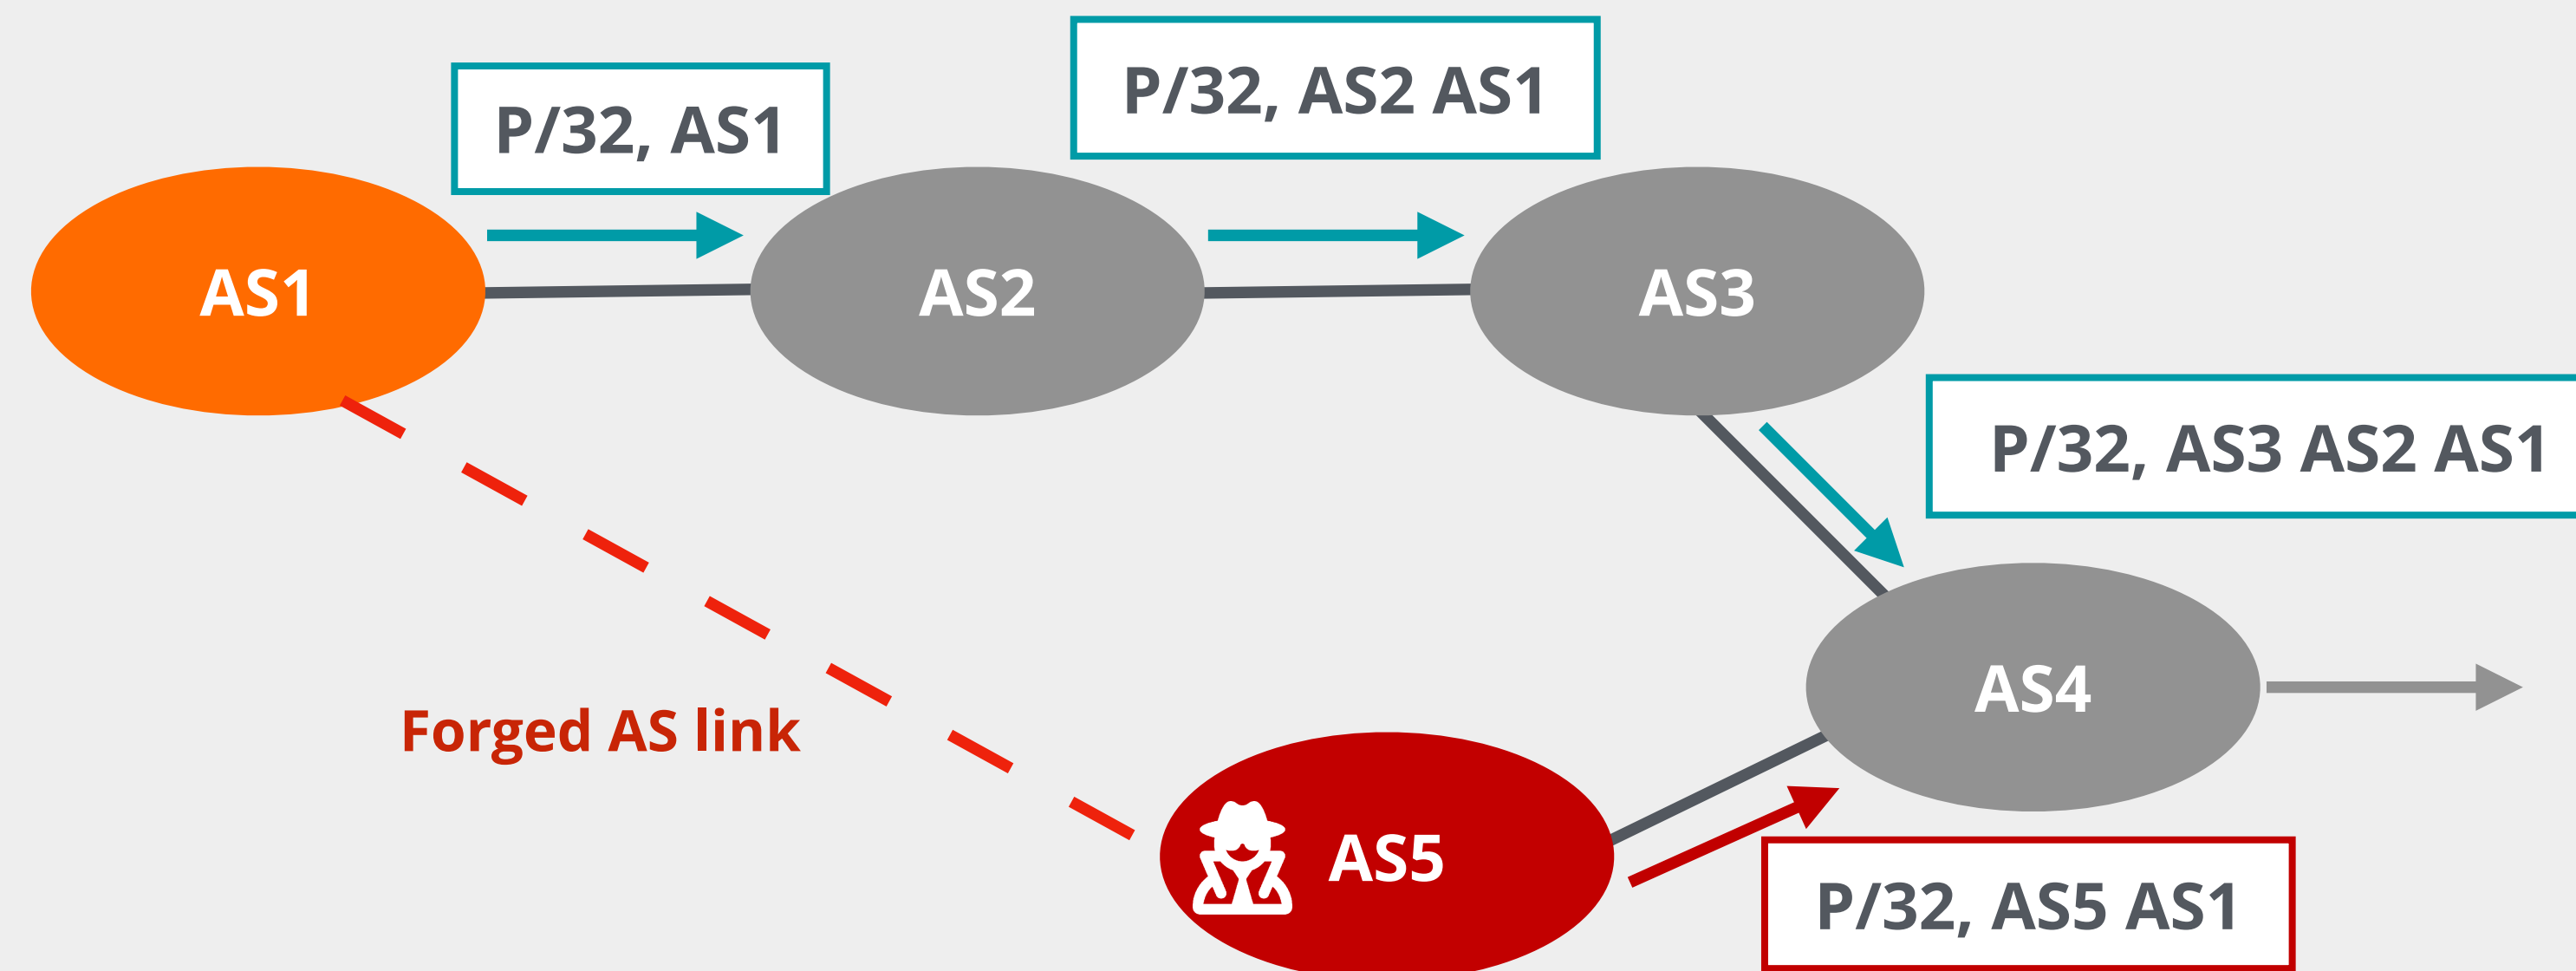 P/32, AS2 AS1
P/32, AS1
AS1
AS2
AS3
P/32, AS3 AS2 AS1
AS4
Forged AS link
AS5
P/32, AS5 AS1